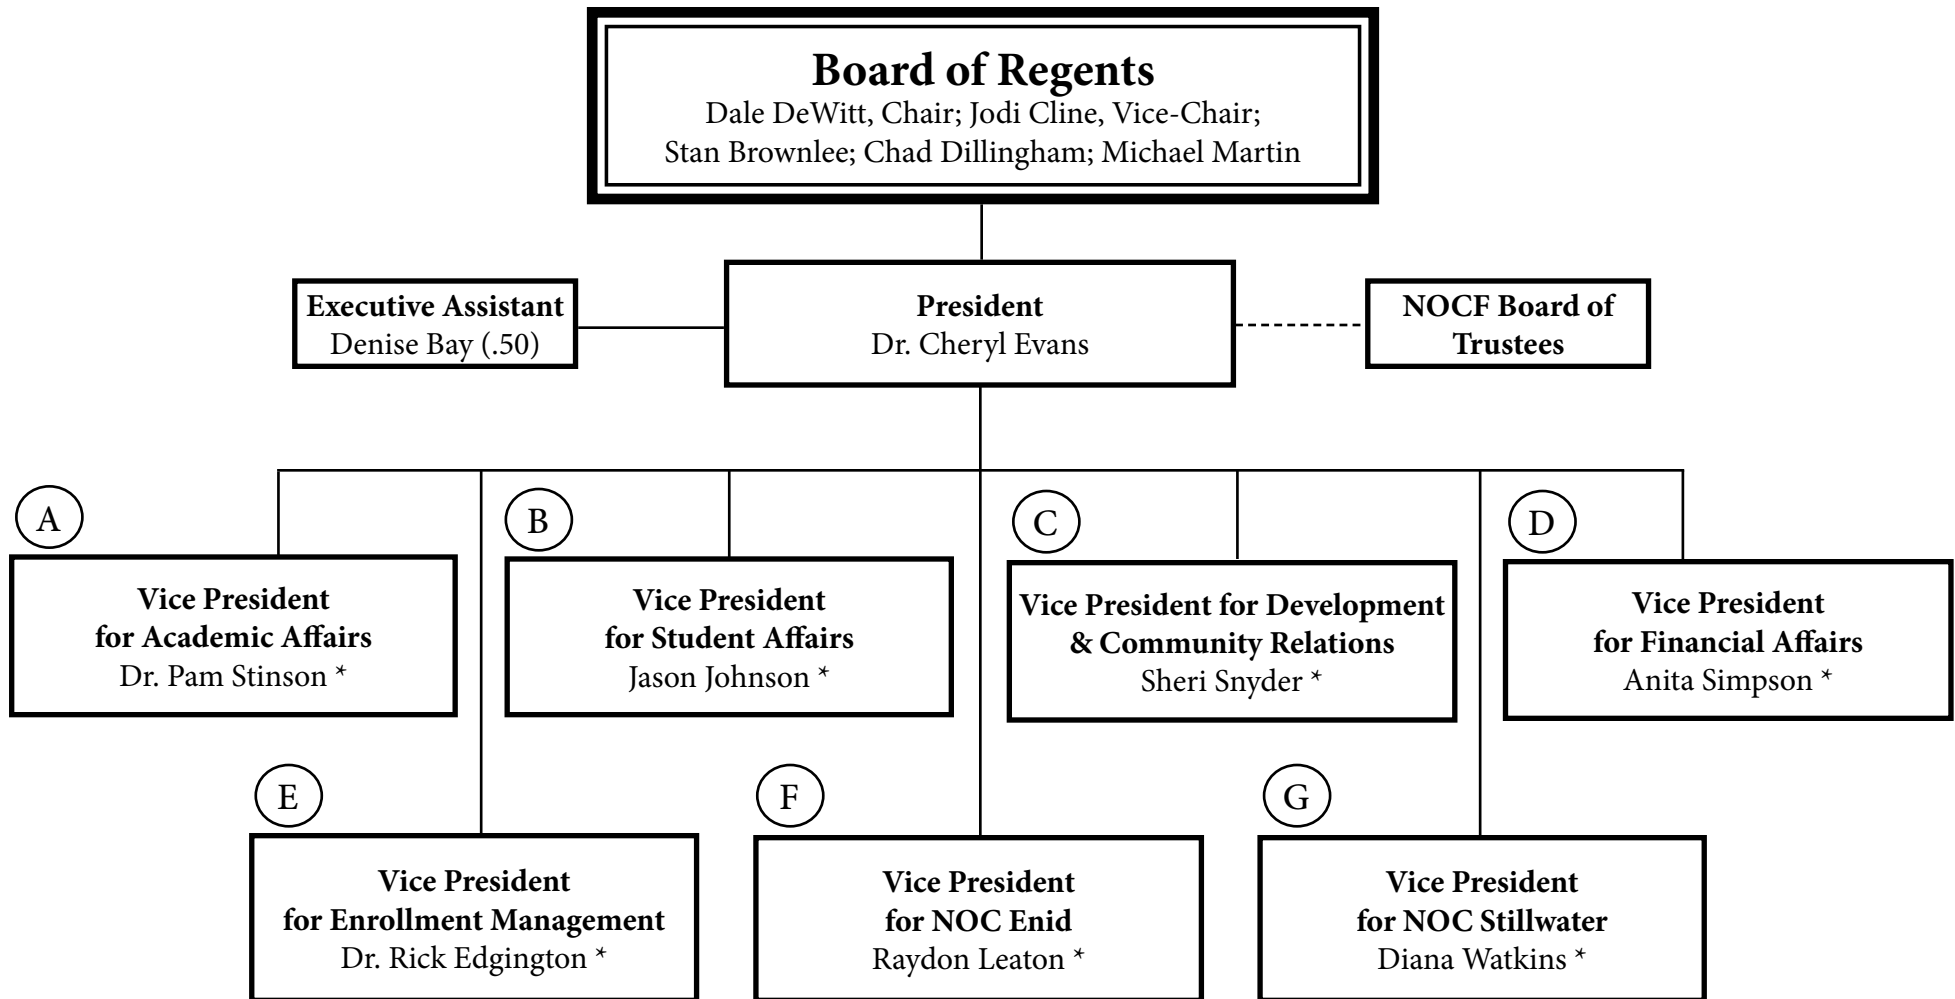 Board of Regents
Dale DeWitt, Chair; Jodi Cline, Vice-Chair;
Stan Brownlee; Chad Dillingham; Michael Martin
Executive Assistant
Denise Bay (.50)
President
Dr. Cheryl Evans
NOCF Board of
Trustees
A
Vice President
for Academic Affairs
Dr. Pam Stinson *
B
Vice President
for Student Affairs
Jason Johnson *
C
Vice President for Development
& Community Relations
Sheri Snyder *
D
Vice President
for Financial Affairs
Anita Simpson *
E
Vice President
for Enrollment Management
Dr. Rick Edgington *
F
Vice President
for NOC Enid
Raydon Leaton *
G
Vice President
for NOC Stillwater
Diana Watkins *